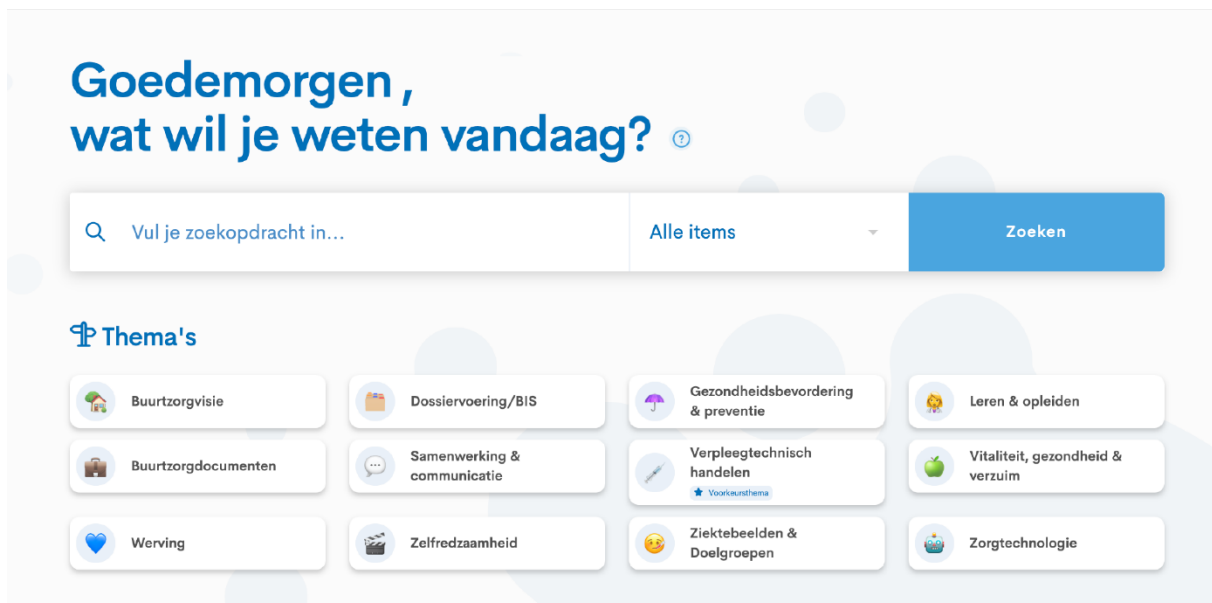 Goedemorgen ,
wat wil je weten vandaag? ?
Vul je zoekopdracht in...
Alle items
Zoeken
Thema's
Buurtzorgvisie
Dossiervoering/BIS
Gezondheidsbevordering
& preventie
Leren & opleiden
Buurtzorgdocumenten
Samenwerking &
communicatie
Verpleegtechnisch
handelen
Voorkeursthema
Vitaliteit, gezondheid &
verzuim
Werving
Zelfredzaamheid
Ziektebeelden &
Doelgroepen
Zorgtechnologie